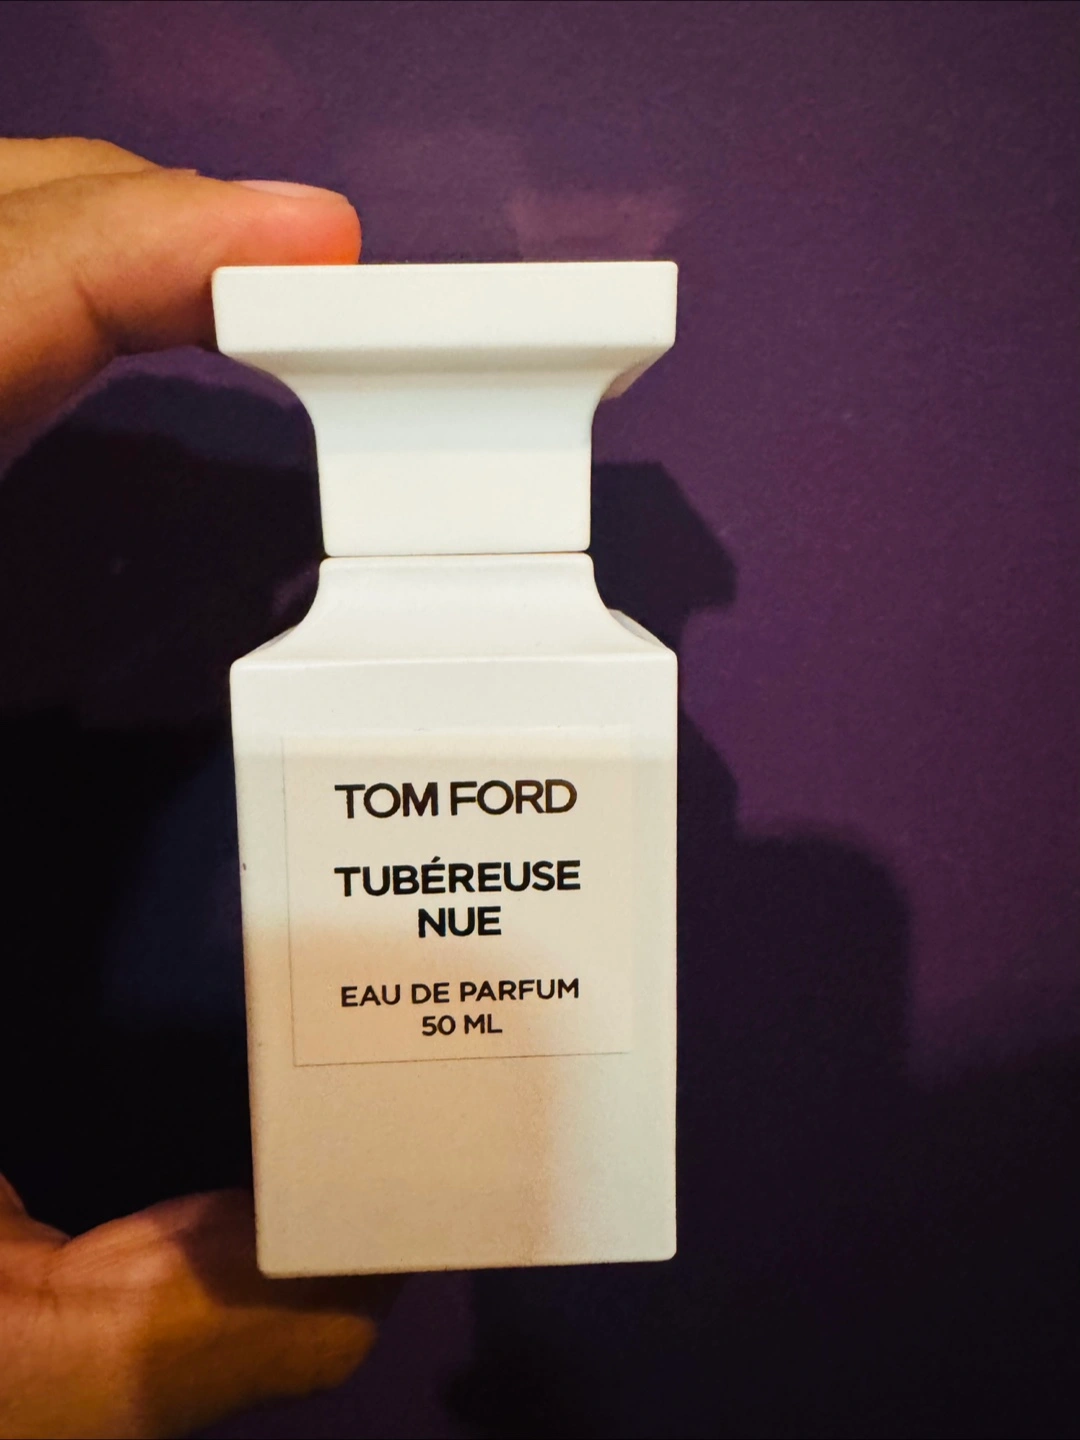 TOM FORD
TUBÉREUSE
NUE
EAU DE PARFUM
50 ML